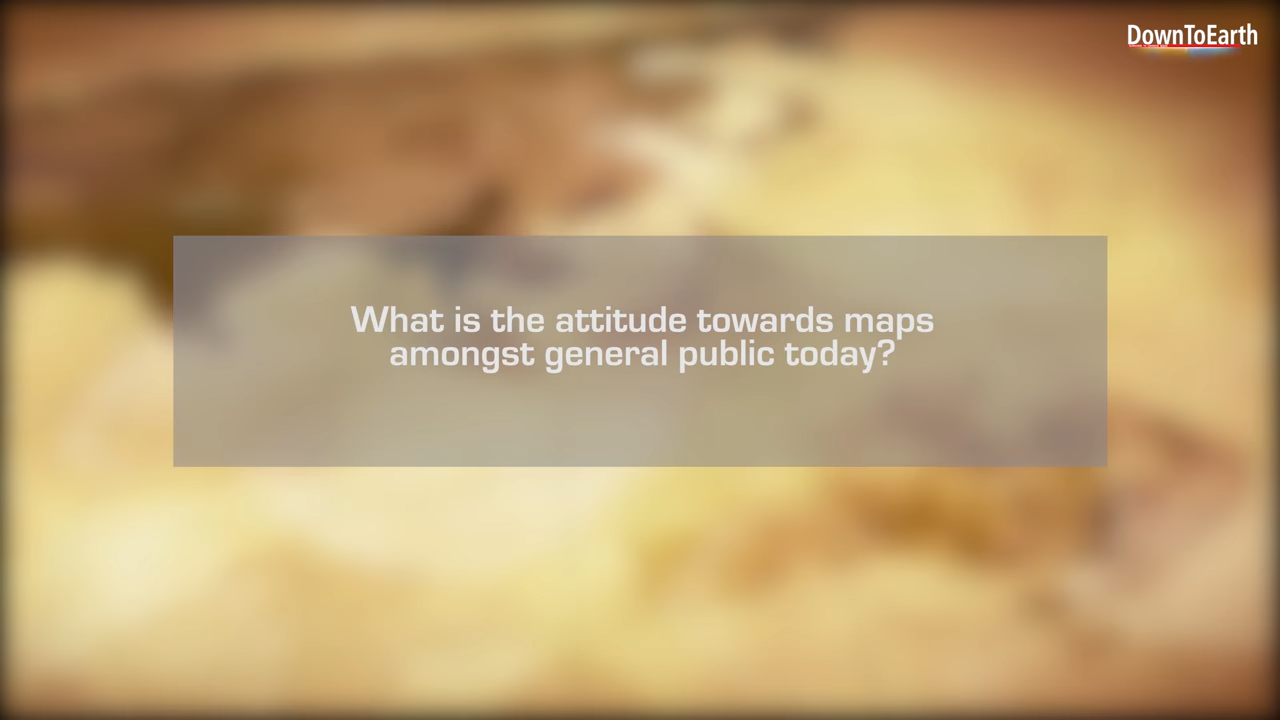 DownToEarth
What is the attitude towards maps
amongst general public today?